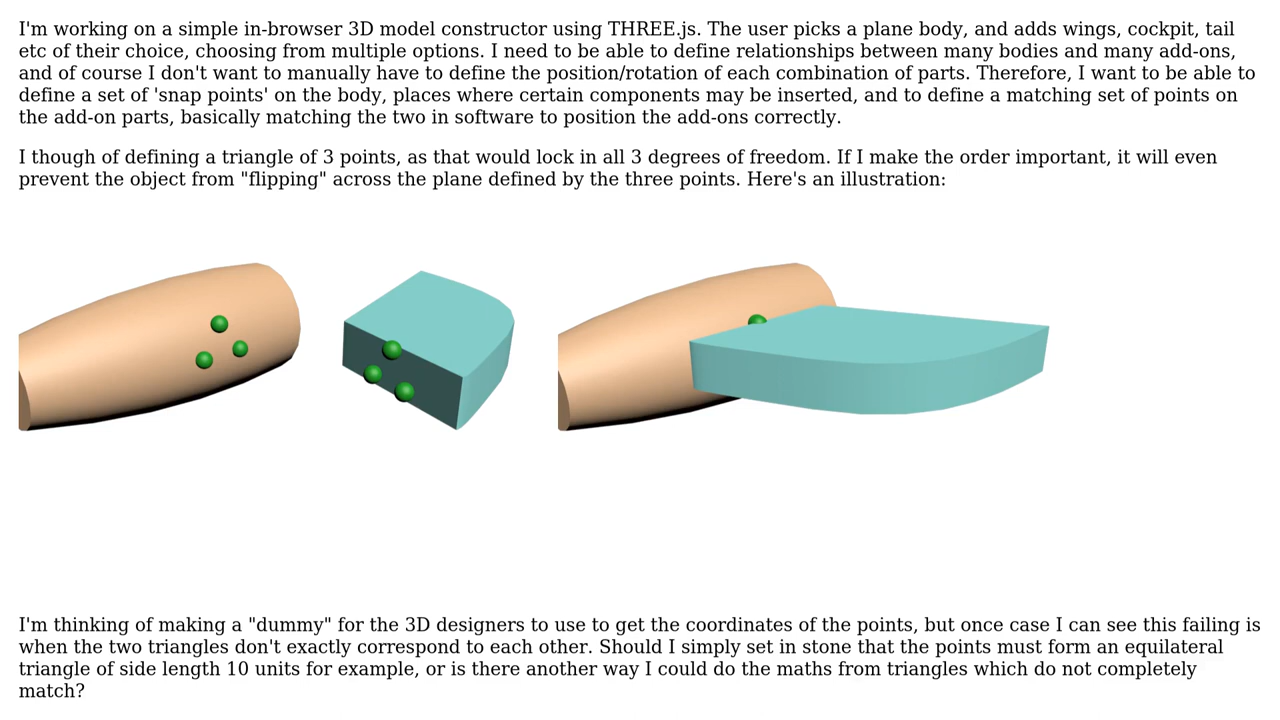 I'm working on a simple in-browser 3D model constructor using THREE.js. The user picks a plane body, and adds wings, cockpit, tail
etc of their choice, choosing from multiple options. I need to be able to define relationships between many bodies and many add-ons,
and of course I don't want to manually have to define the position/rotation of each combination of parts. Therefore, I want to be able to
define a set of 'snap points' on the body, places where certain components may be inserted, and to define a matching set of points on
the add-on parts, basically matching the two in software to position the add-ons correctly.
I though of defining a triangle of 3 points, as that would lock in all 3 degrees of freedom. If I make the order important, it will even
prevent the object from "flipping" across the plane defined by the three points. Here's an illustration:
I'm thinking of making a "dummy" for the 3D designers to use to get the coordinates of the points, but once case I can see this failing is
when the two triangles don't exactly correspond to each other. Should I simply set in stone that the points must form an equilateral
triangle of side length 10 units for example, or is there another way I could do the maths from triangles which do not completely
match?